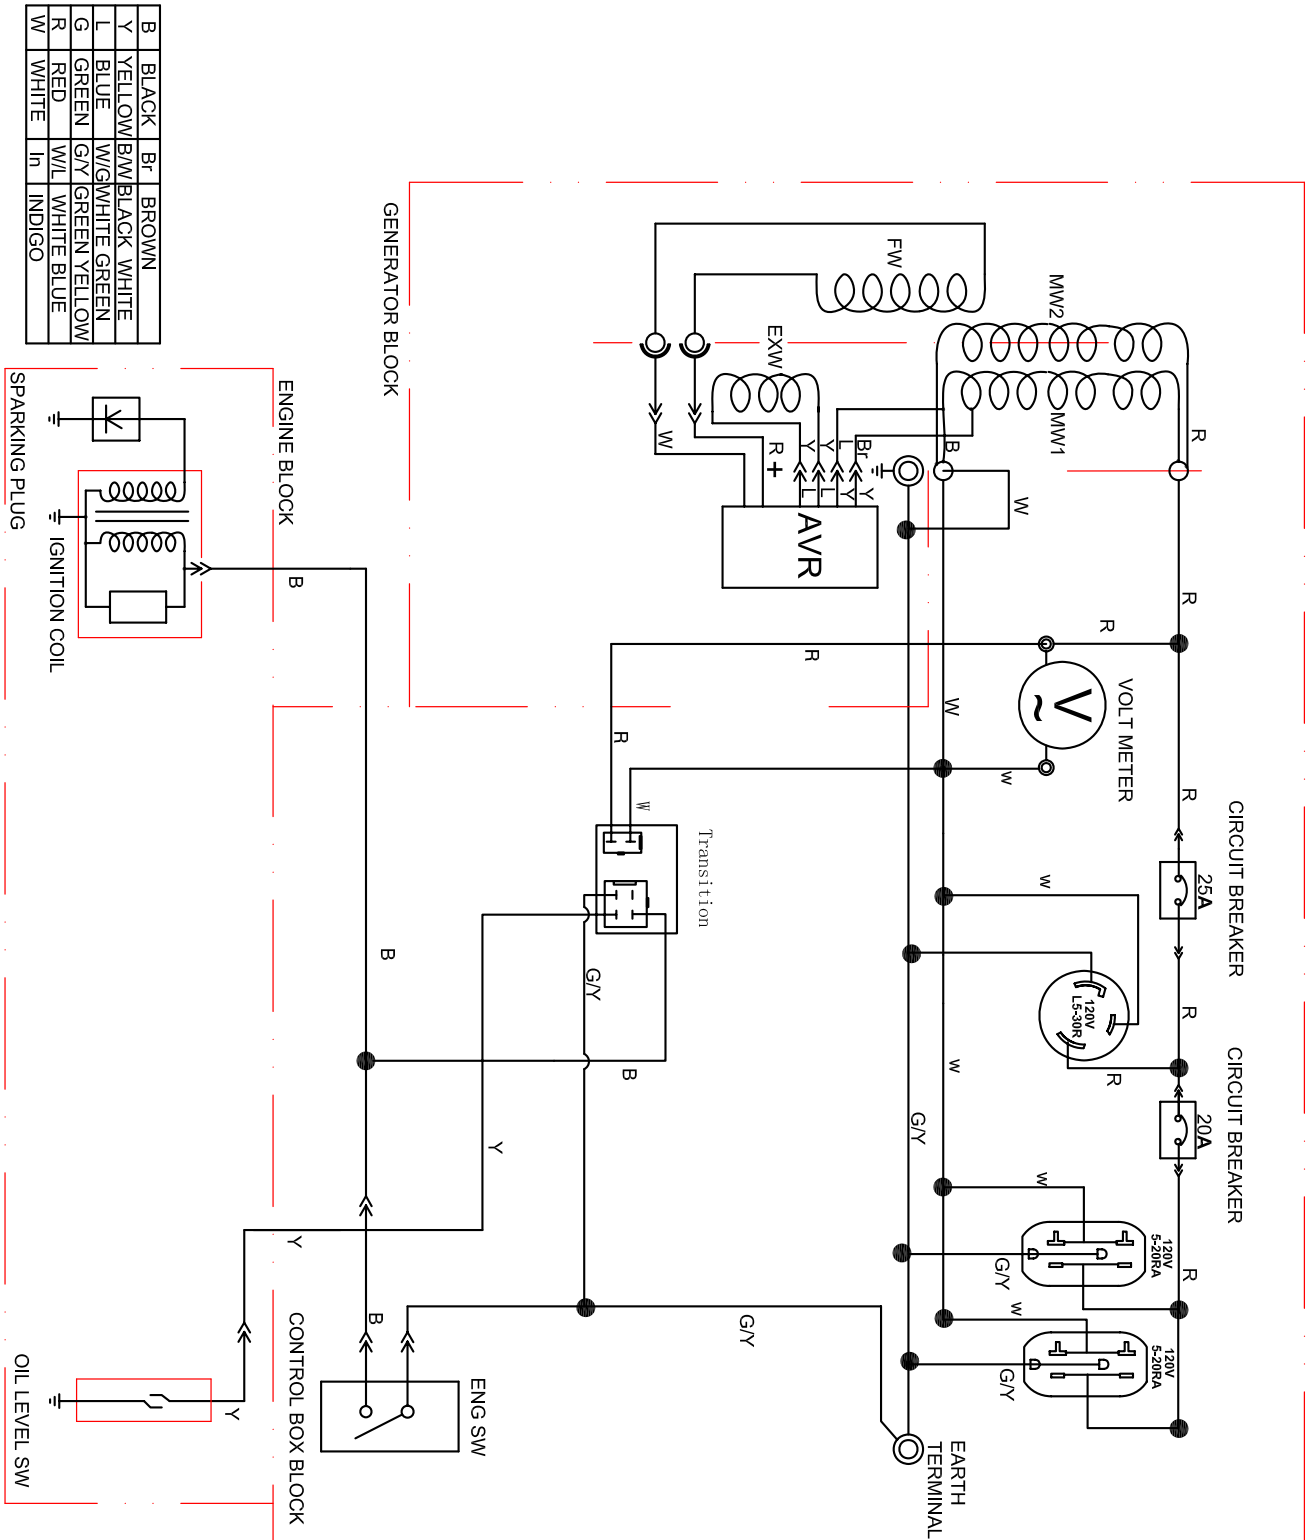 B BLACK Br BROWN
Y YELLOW B/W BLACK WHITE
L BLUE W/G WHITE GREEN
G GREEN G/Y GREEN YELLOW
R RED W/L WHITE BLUE
W WHITE In INDIGO
GENERATOR BLOCK
FW
EXW
MW2
MW1
R
W
R
+
Y
Y
L
Br
B
L
L
Y
Y
W
AVR
R
R
R
VOLT METER
V
~
R
W
W
R
W
Transition
R
CIRCUIT BREAKER
25A
W
R
120V
L5-30R
R
CIRCUIT BREAKER
20A
W
G/Y
W
120V
5-20RA
R
G/Y
W
120V
5-20RA
G/Y
EARTH
TERMINAL
G/Y
B
Y
G/Y
ENGINE BLOCK
SPARKING PLUG
IGNITION COIL
B
B
Y
B
CONTROL BOX BLOCK
ENG SW
Y
OIL LEVEL SW